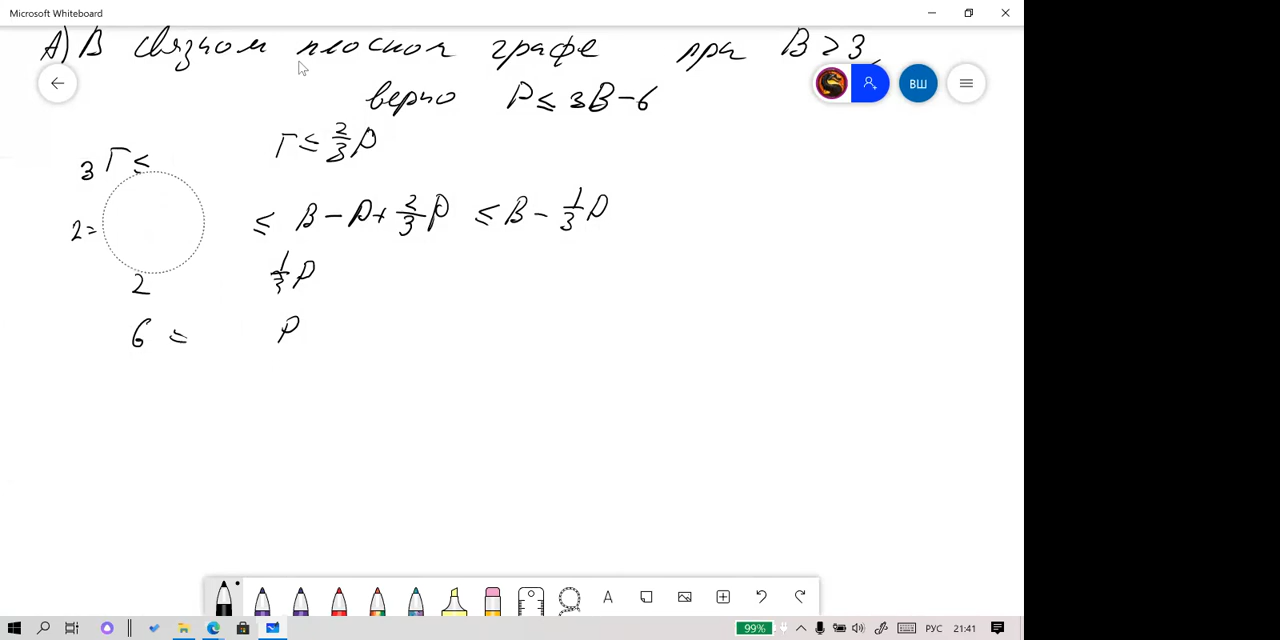 Microsoft Whiteboard
А) В связном плоском графе при В ≥ 3
верно Р ≤ 3В - 6
3 Г ≤ Г ≤ 2/3 Р
2 = ≤ В - Р + 2/3 Р ≤ В - 1/3 Р
2 1/3 Р
6 = Р
ВШ
99%
РУС
21:41